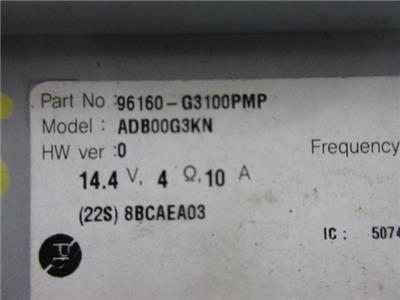 Part No : 96160-G3100PMP
Model : ADB00G3KN
HW ver : 0
Frequency
14.4 V, 4 Ω, 10 A
(22S) 8BCAEA03
IC : 5074